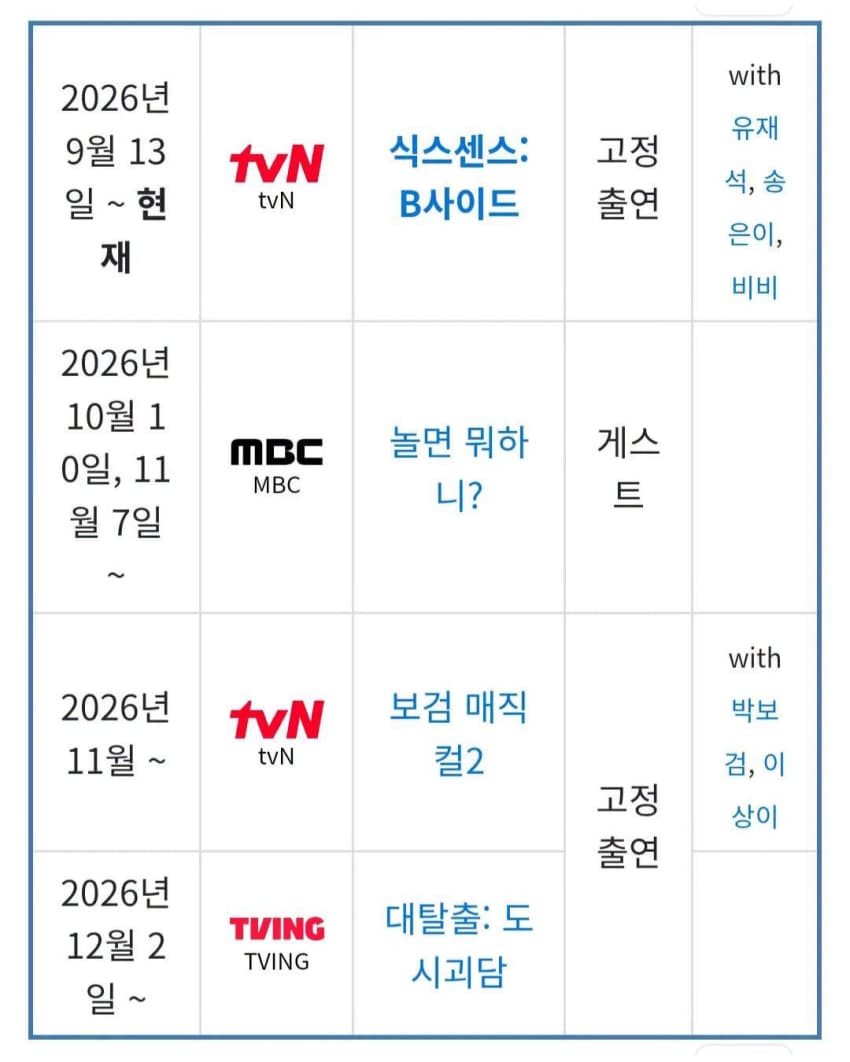 2026년
9월 13
일 ~ 현
재
tvN
tvN
식스센스:
B사이드
고정
출연
with
유재
석, 송
은이,
비비
2026년
10월 1
0일, 11
월 7일
~
MBC
MBC
놀면 뭐하
니?
게스
트
2026년
11월 ~
tvN
tvN
보검 매직
컬2
고정
출연
with
박보
검, 이
상이
2026년
12월 2
일 ~
TVING
TVING
대탈출: 도
시괴담